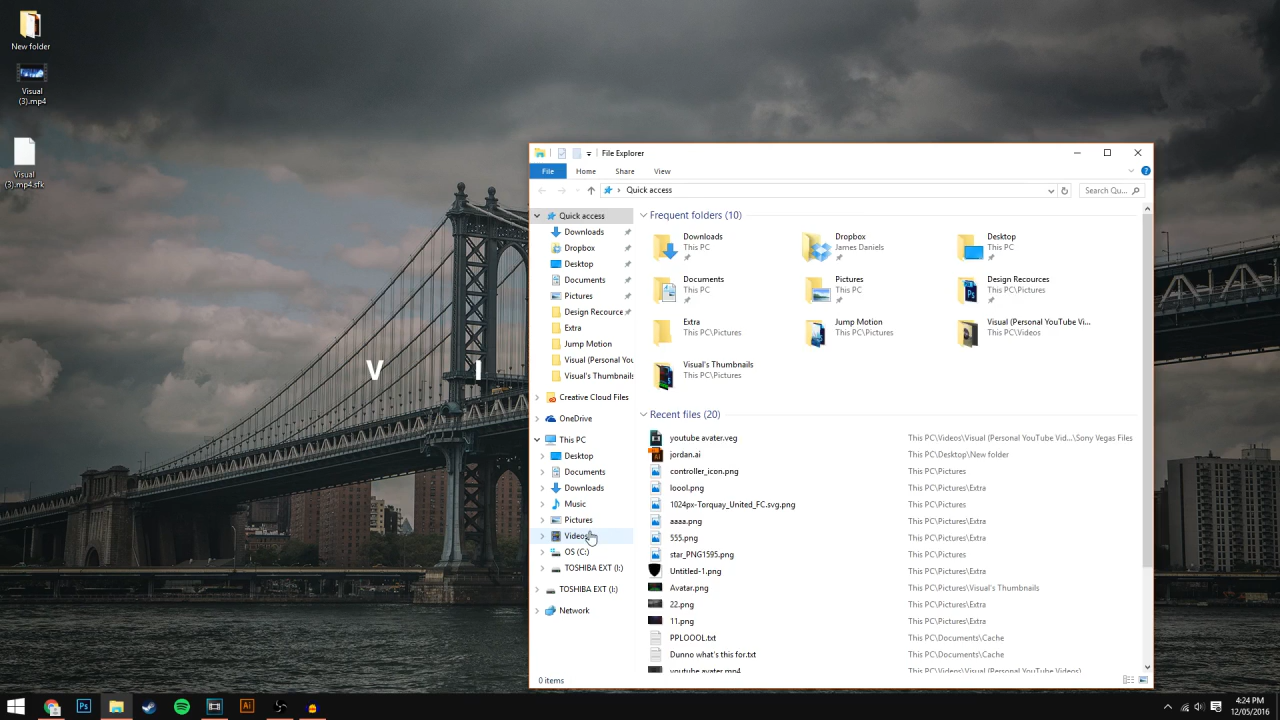 New folder
Visual
(3).mp4
Visual
(3).mp4.sfk
V I
File Explorer
File Home Share View
Quick access
Search Qu...
Quick access
Downloads
Dropbox
Desktop
Documents
Pictures
Design Recource
Extra
Jump Motion
Visual (Personal You
Visual's Thumbnails
Creative Cloud Files
OneDrive
This PC
Desktop
Documents
Downloads
Music
Pictures
Videos
OS (C:)
TOSHIBA EXT (I:)
TOSHIBA EXT (I:)
Network
Frequent folders (10)
Downloads
This PC
Dropbox
James Daniels
Desktop
This PC
Documents
This PC
Pictures
This PC
Design Recources
This PC\Pictures
Extra
This PC\Pictures
Jump Motion
This PC\Pictures
Visual (Personal YouTube Vi...
This PC\Videos
Visual's Thumbnails
This PC\Pictures
Recent files (20)
youtube avater.veg This PC\Videos\Visual (Personal YouTube Vid...\Sony Vegas Files
jordan.ai This PC\Desktop\New folder
controller_icon.png This PC\Pictures
loool.png This PC\Pictures\Extra
1024px-Torquay_United_FC.svg.png This PC\Pictures
aaaa.png This PC\Pictures\Extra
555.png This PC\Pictures\Extra
star_PNG1595.png This PC\Pictures
Untitled-1.png This PC\Pictures\Extra
Avatar.png This PC\Pictures\Visual's Thumbnails
22.png This PC\Pictures\Extra
11.png This PC\Pictures\Extra
PPLOOOL.txt This PC\Documents\Cache
Dunno what's this for.txt This PC\Documents\Cache
youtube avater.mp4 This PC\Videos\Visual (Personal YouTube Videos)
0 items
Ps
Ai
4:24 PM
12/05/2016